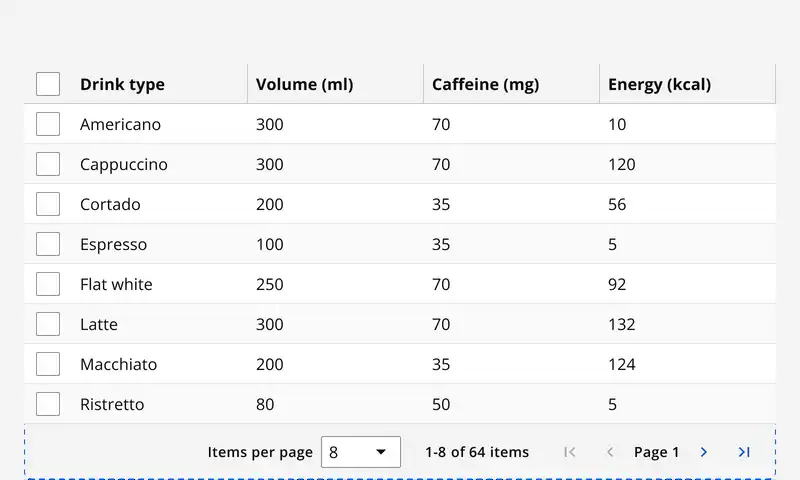 Drink type Volume (ml) Caffeine (mg) Energy (kcal)
Americano 300 70 10
Cappuccino 300 70 120
Cortado 200 35 56
Espresso 100 35 5
Flat white 250 70 92
Latte 300 70 132
Macchiato 200 35 124
Ristretto 80 50 5
Items per page 8 1-8 of 64 items Page 1